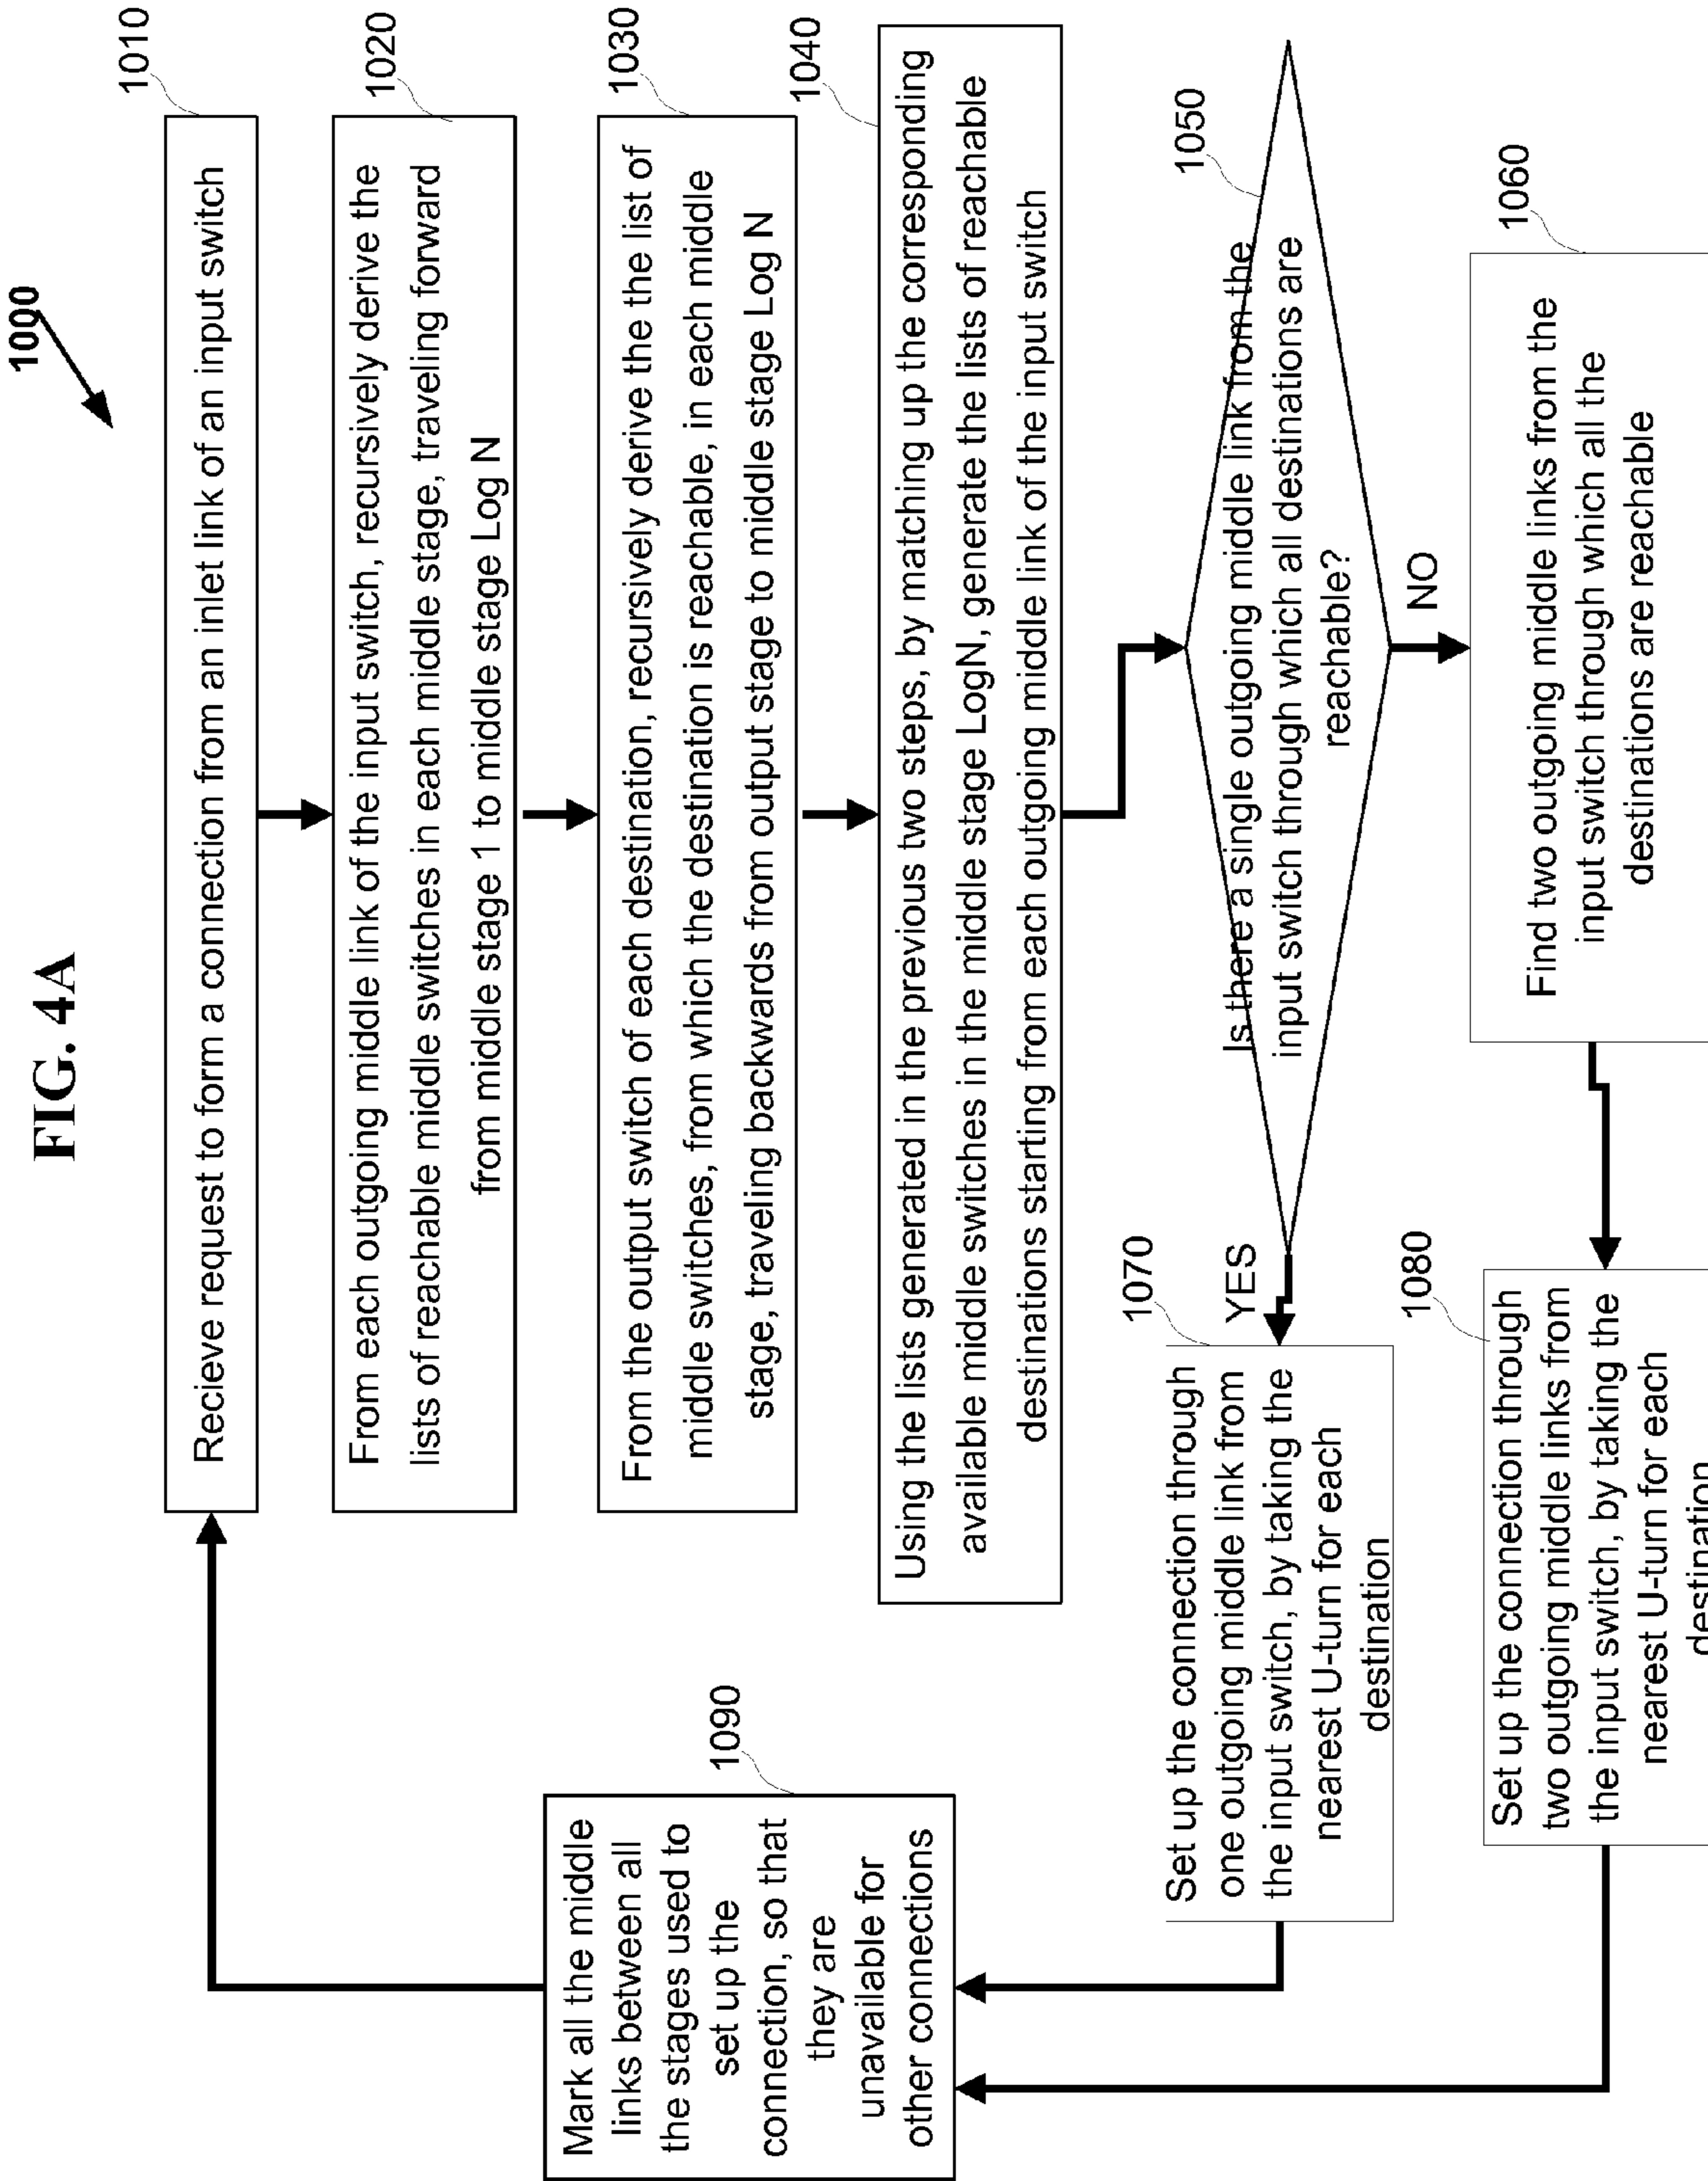 FIG. 4A
1000
1010
Recieve request to form a connection from an inlet link of an input switch
1020
From each outgoing middle link of the input switch, recursively derive the
lists of reachable middle switches in each middle stage, traveling forward
from middle stage 1 to middle stage Log N
1030
From the output switch of each destination, recursively derive the the list of
middle switches, from which the destination is reachable, in each middle
stage, traveling backwards from output stage to middle stage Log N
1040
Using the lists generated in the previous two steps, by matching up the corresponding
available middle switches in the middle stage LogN, generate the lists of reachable
destinations starting from each outgoing middle link of the input switch
1050
Is there a single outgoing middle link from the
input switch through which all destinations are
reachable?
NO
1060
Find two outgoing middle links from the
input switch through which all the
destinations are reachable
YES
1070
Set up the connection through
one outgoing middle link from
the input switch, by taking the
nearest U-turn for each
destination
1080
Set up the connection through
two outgoing middle links from
the input switch, by taking the
nearest U-turn for each
destination
1090
Mark all the middle
links between all
the stages used to
set up the
connection, so that
they are
unavailable for
other connections